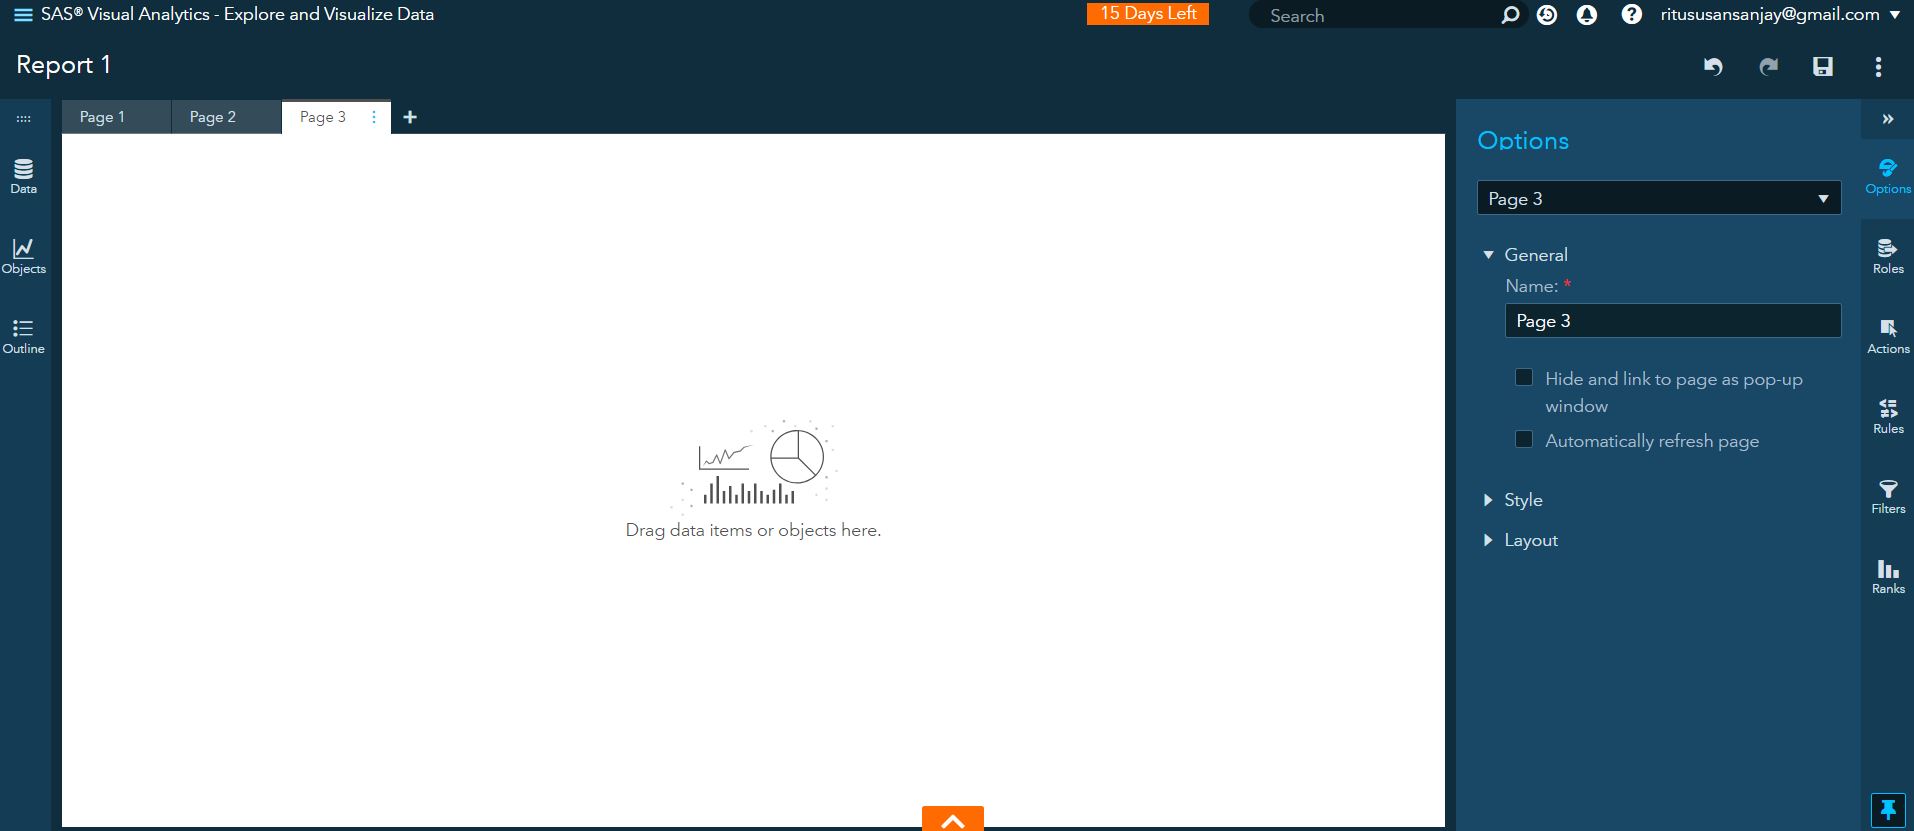 SAS® Visual Analytics - Explore and Visualize Data
15 Days Left
Search
ritususansanjay@gmail.com
Report 1
Page 1
Page 2
Page 3
Data
Objects
Outline
Drag data items or objects here.
Options
Page 3
General
Name: *
Page 3
Hide and link to page as pop-up
window
Automatically refresh page
Style
Layout
Options
Roles
Actions
Rules
Filters
Ranks